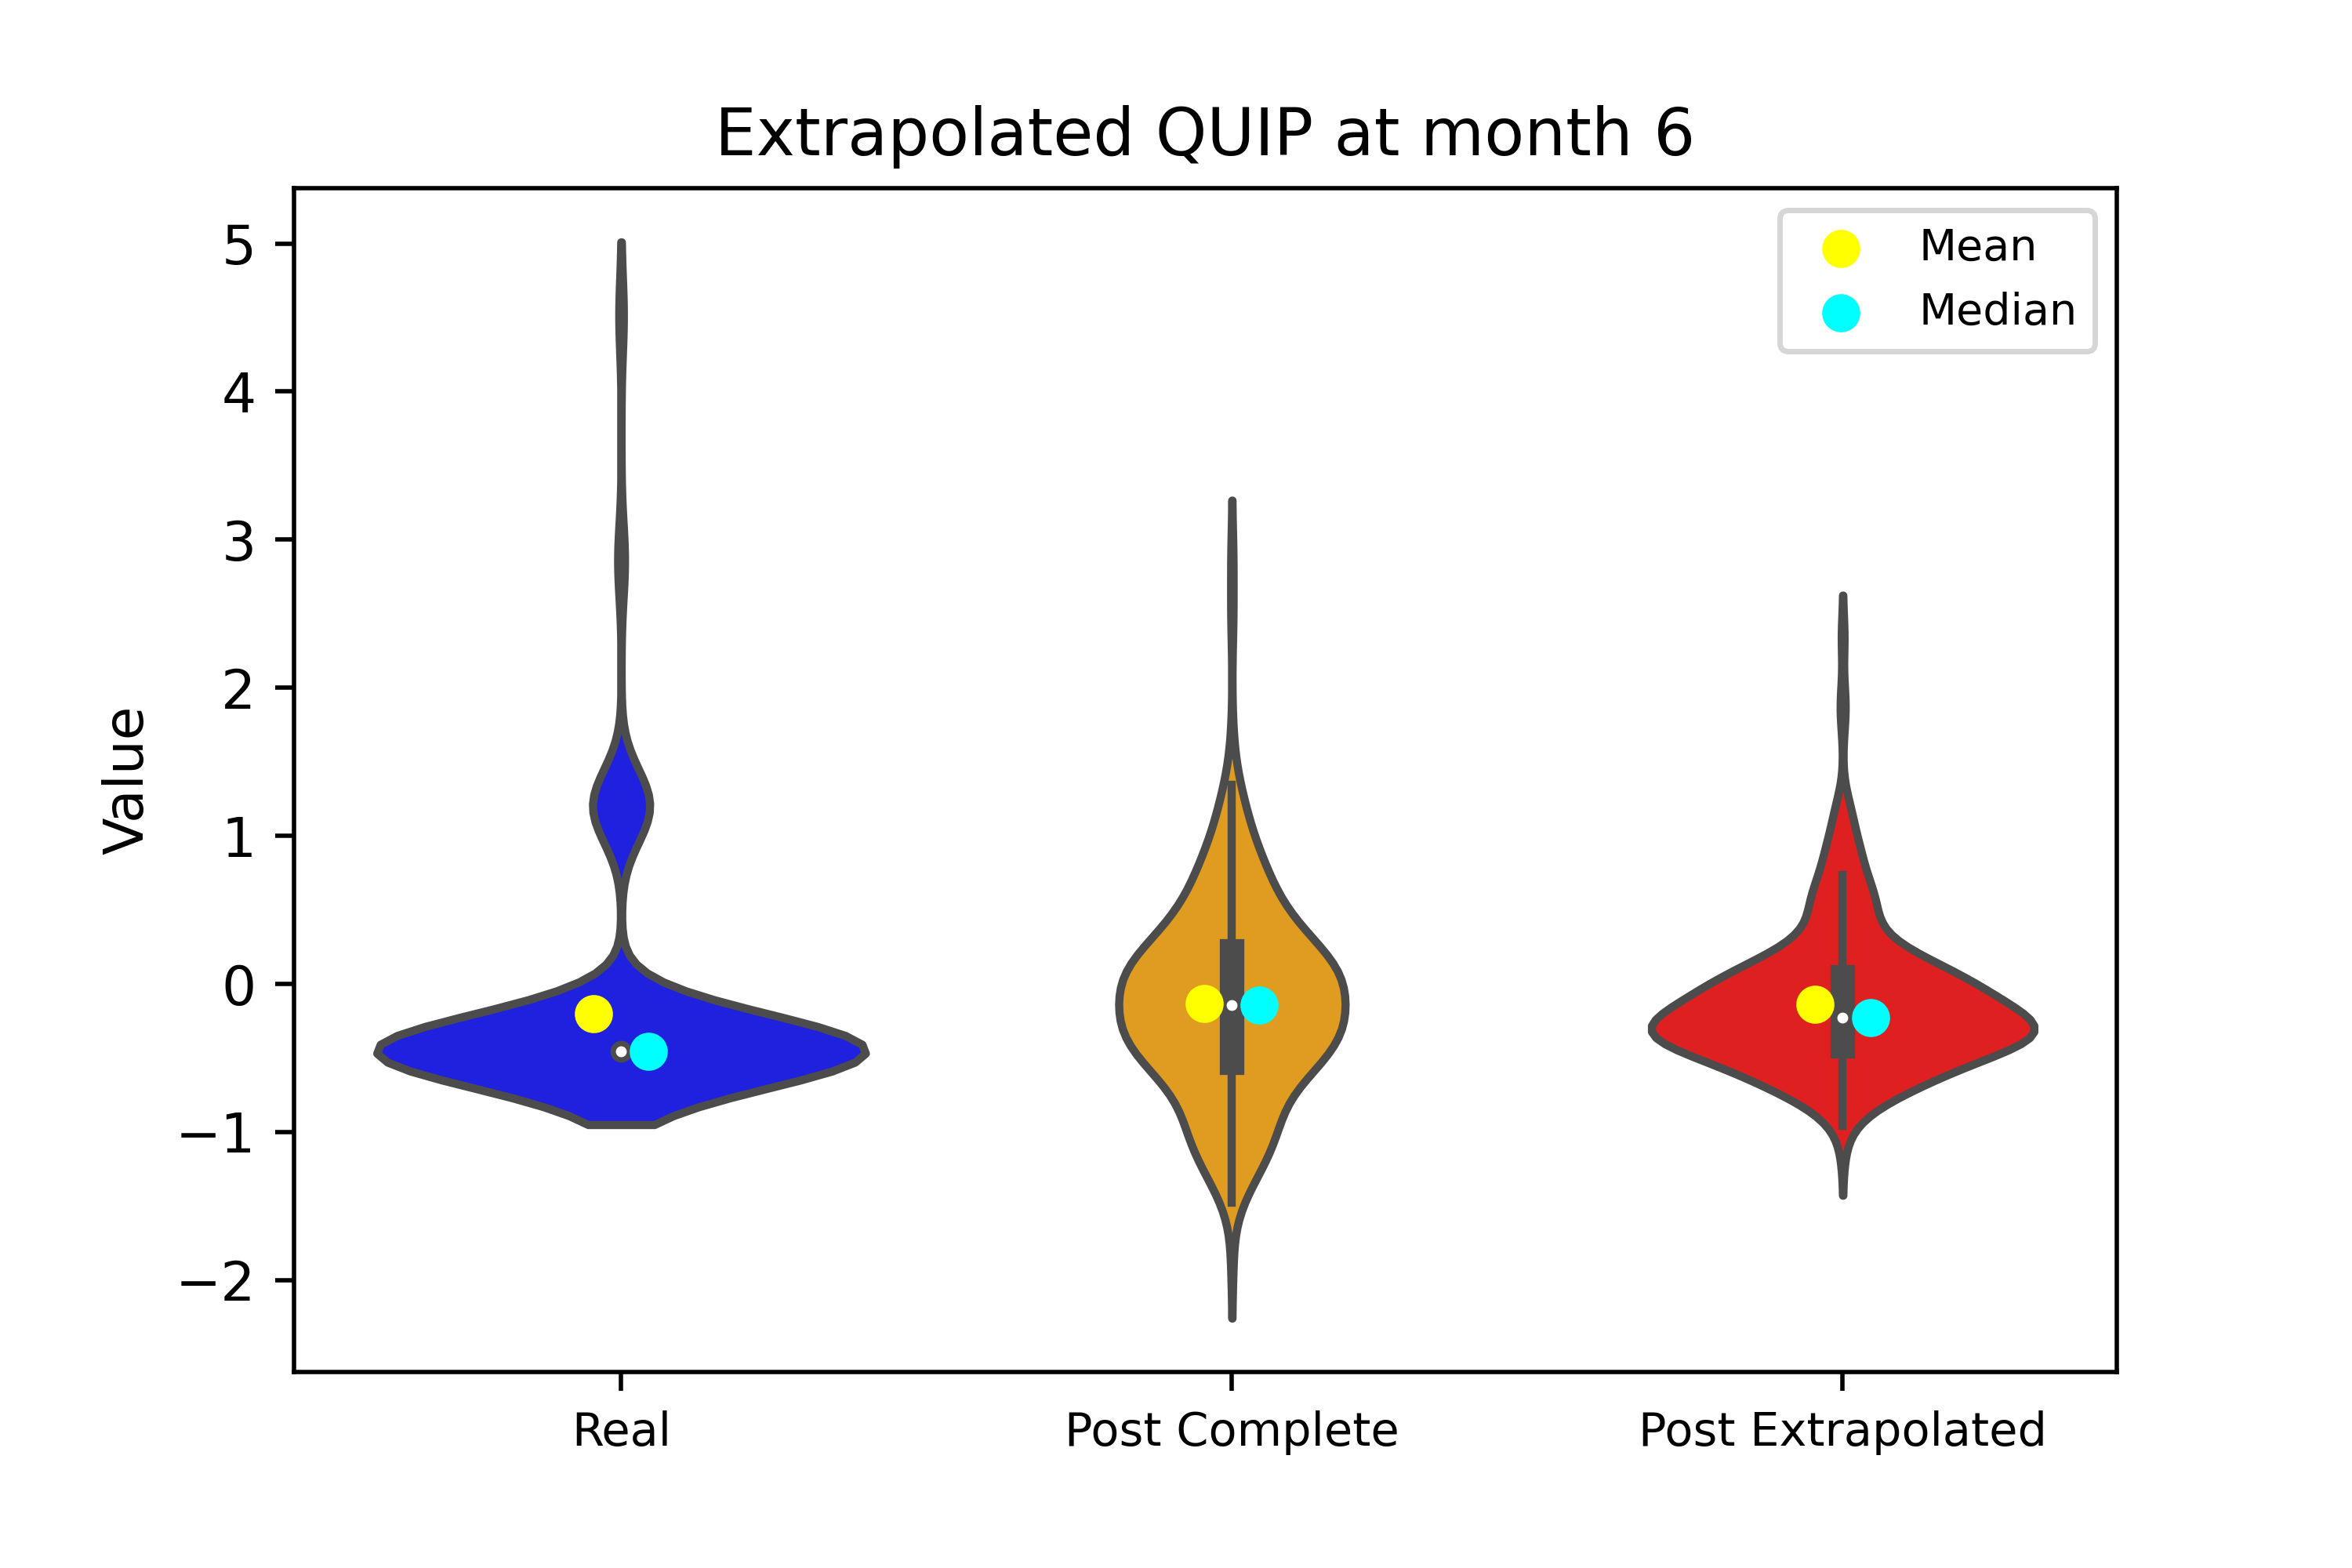 Extrapolated QUIP at month 6
Mean
Median
5
4
3
2
1
0
−1
−2
Value
Real
Post Complete
Post Extrapolated